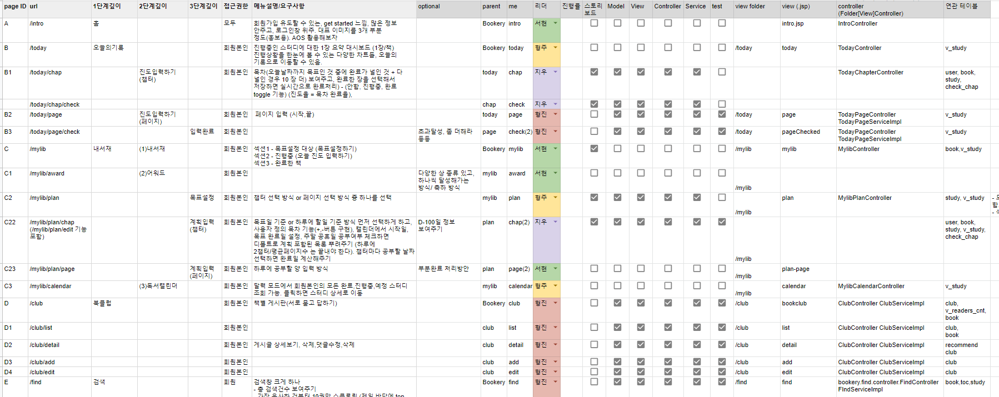 page ID url 1단계깊이 2단계깊이 3단계깊이 접근권한 메뉴설명/요구사항 optional parent me 리더 진행률 스토리보드 Model View Controller Service test view folder view (.jsp) controller (Folder[View]Controller) 연관 테이블
A /intro 홈 모두 회원가입 유도할 수 있는, get started 느낌, 많은 정보 Bookery intro 서현 intro.jsp IntroController
안주고, 로그인창 위주. 대표 이미지를 3개 부분
정도(홍보용). AOS 활용해보자
B /today 오늘의기록 회원본인 진행중인 스터디에 대한 1장 요약 대시보드 (1장/책) Bookery today 형주 /today today TodayController v_study
진행상황을 한눈에 볼 수 있는 다양한 차트들, 오늘의
기록으로 이동할 수 있음.
B1 /today/chap 진도입력하기 회원본인 목차(오늘날짜까지 목표인 것 중에 완료가 널인 것 + 다 today chap 지우 TodayChapterController user, book,
(챕터) 널인 경우 10 장 더) 보여주고, 완료한 장을 선택해서 study,
저장하면 실시간으로 완료처리) - (안함, 진행중, 완료 check_chap
toggle 기능) (진도율 = 목차 완료율),
/today/chap/check chap check 지우
B2 /today/page 진도입력하기 회원본인 페이지 입력 (시작,끝) today page 형진 /today page TodayPageController v_study
(페이지) TodayPageServiceImpl
B3 /today/page/check 입력완료 회원본인 초과달성, 좀 더해라 page check(2) 형진 /today pageChecked TodayPageController v_study
등등 TodayPageServiceImpl
C /mylib 내서재 (1)내서재 회원본인 섹션1 - 목표설정 대상 (목표설정하기) Bookery mylib 서현 /mylib mylib MylibController book,v_study
섹션2 - 진행중 (오늘 진도 입력하기)
섹션3 - 완료한 책
C1 /mylib/award (2)어워드 회원본인 다양한 상 종류 있고, mylib award 서현
하나씩 달성해가는
방식/ 축하 방식 /mylib
C2 /mylib/plan 목표설정 회원본인 챕터 선택 방식 or 페이지 선택 방식 중 하나를 선택 mylib plan 형주 plan MylibPlanController study, v_study
/mylib
C22 /mylib/plan/chap 계획입력 회원본인 목표일 기준 or 하루에 할일 기준 방식 먼저 선택하게 하고, D-100일 정보 plan chap(2) 지우 user, book,
(/mylib/plan/edit 기능 (챕터) 사용자 정의 목차 기능(+,-버튼 구현), 캘린더에서 시작일, 보여주기 study, v_study,
포함) 목표 완료일 설정, 주말 공휴일 공부여부 체크하면 check_chap
디폴트로 계획 포함된 목록 뿌려주기 (하루에
2챕터/평균페이지수 는 끝내야 한다). 챕터마다 공부할 날짜
선택하면 완료일 계산해주기 /mylib
C23 /mylib/plan/page 계획입력 회원본인 하루에 공부할 양 입력 방식 부분완료 처리방안 plan page(2) 서현 plan-page
(페이지) /mylib
C3 /mylib/calendar (3)독서캘린더 회원본인 달력 모드에서 회원본인의 모든 완료,진행중,예정 스터디 mylib calendar 형주 calendar MylibCalendarController v_study
조회 가능. 클릭하면 스터디 상세로 이동 /mylib
D /club 북클럽 회원본인 책별 게시판(서로 묻고 답하기) Bookery club 형진 /club bookclub ClubController ClubServiceImpl club,
v_readers_cnt,
book
D1 /club/list 회원본인 club list 형진 /club list ClubController ClubServiceImpl club,
book
D2 /club/detail 회원본인 게시글 상세보기, 삭제,댓글수정,삭제 club detail 형진 /club detail ClubController ClubServiceImpl recommend
club
D3 /club/add 회원본인 club add 형진 /club add ClubController ClubServiceImpl club
D4 /club/edit 회원본인 club edit 형진 /club edit ClubController ClubServiceImpl club
E /find 검색 회원 검색창 크게 하나 Bookery find 형진 /find find bookery.find.controller.FindController book,toc,study
- 총 검색건수 보여주기 FIndServiceImpl